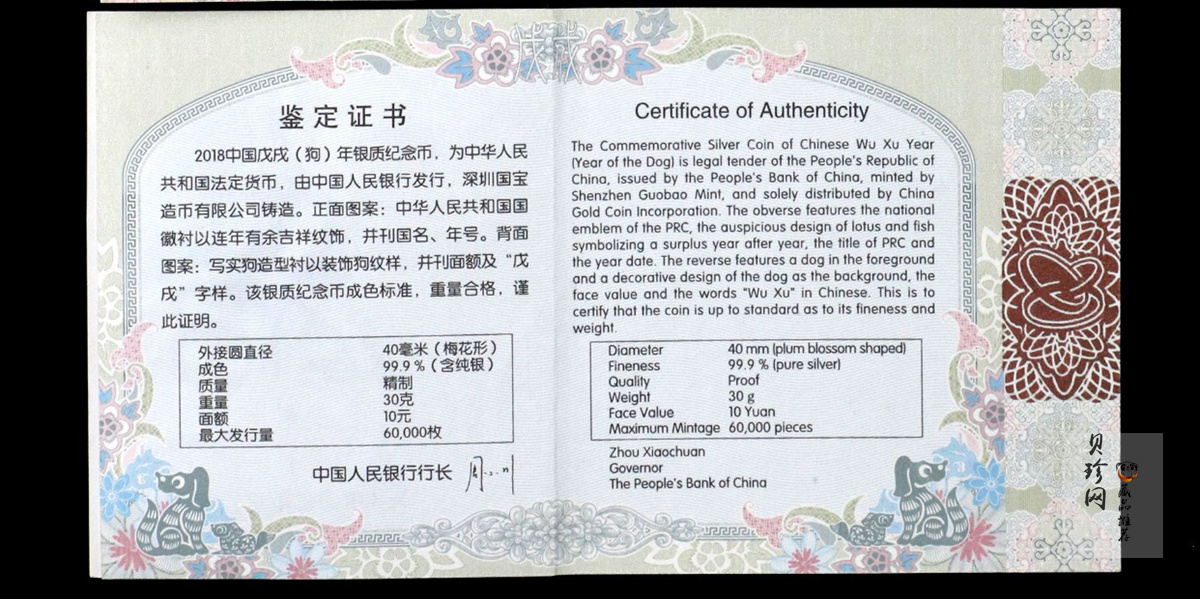 鉴定证书
2018中国戊戌（狗）年银质纪念币，为中华人民
共和国法定货币，由中国人民银行发行，深圳国宝
造币有限公司铸造。正面图案：中华人民共和国国
徽衬以连年有余吉祥纹饰，并刊国名、年号。背面
图案：写实狗造型衬以装饰狗纹样，并刊面额及“戊
戌”字样。该银质纪念币成色标准，重量合格，谨
此证明。
外接圆直径 40毫米（梅花形）
成色 99.9％（含纯银）
质量 精制
重量 30克
面额 10元
最大发行量 60,000枚
中国人民银行行长
Certificate of Authenticity
The Commemorative Silver Coin of Chinese Wu Xu Year
(Year of the Dog) is legal tender of the People's Republic of
China, issued by the People's Bank of China, minted by
Shenzhen Guobao Mint, and solely distributed by China
Gold Coin Incorporation. The obverse features the national
emblem of the PRC, the auspicious design of lotus and fish
symbolizing a surplus year after year, the title of PRC and
the year date. The reverse features a dog in the foreground
and a decorative design of the dog as the background, the
face value and the words "Wu Xu" in Chinese. This is to
certify that the coin is up to standard as to its fineness and
weight.
Diameter 40 mm (plum blossom shaped)
Fineness 99.9 % (pure silver)
Quality Proof
Weight 30 g
Face Value 10 Yuan
Maximum Mintage 60,000 pieces
Zhou Xiaochuan
Governor
The People's Bank of China
贝珍网
藏品推荐